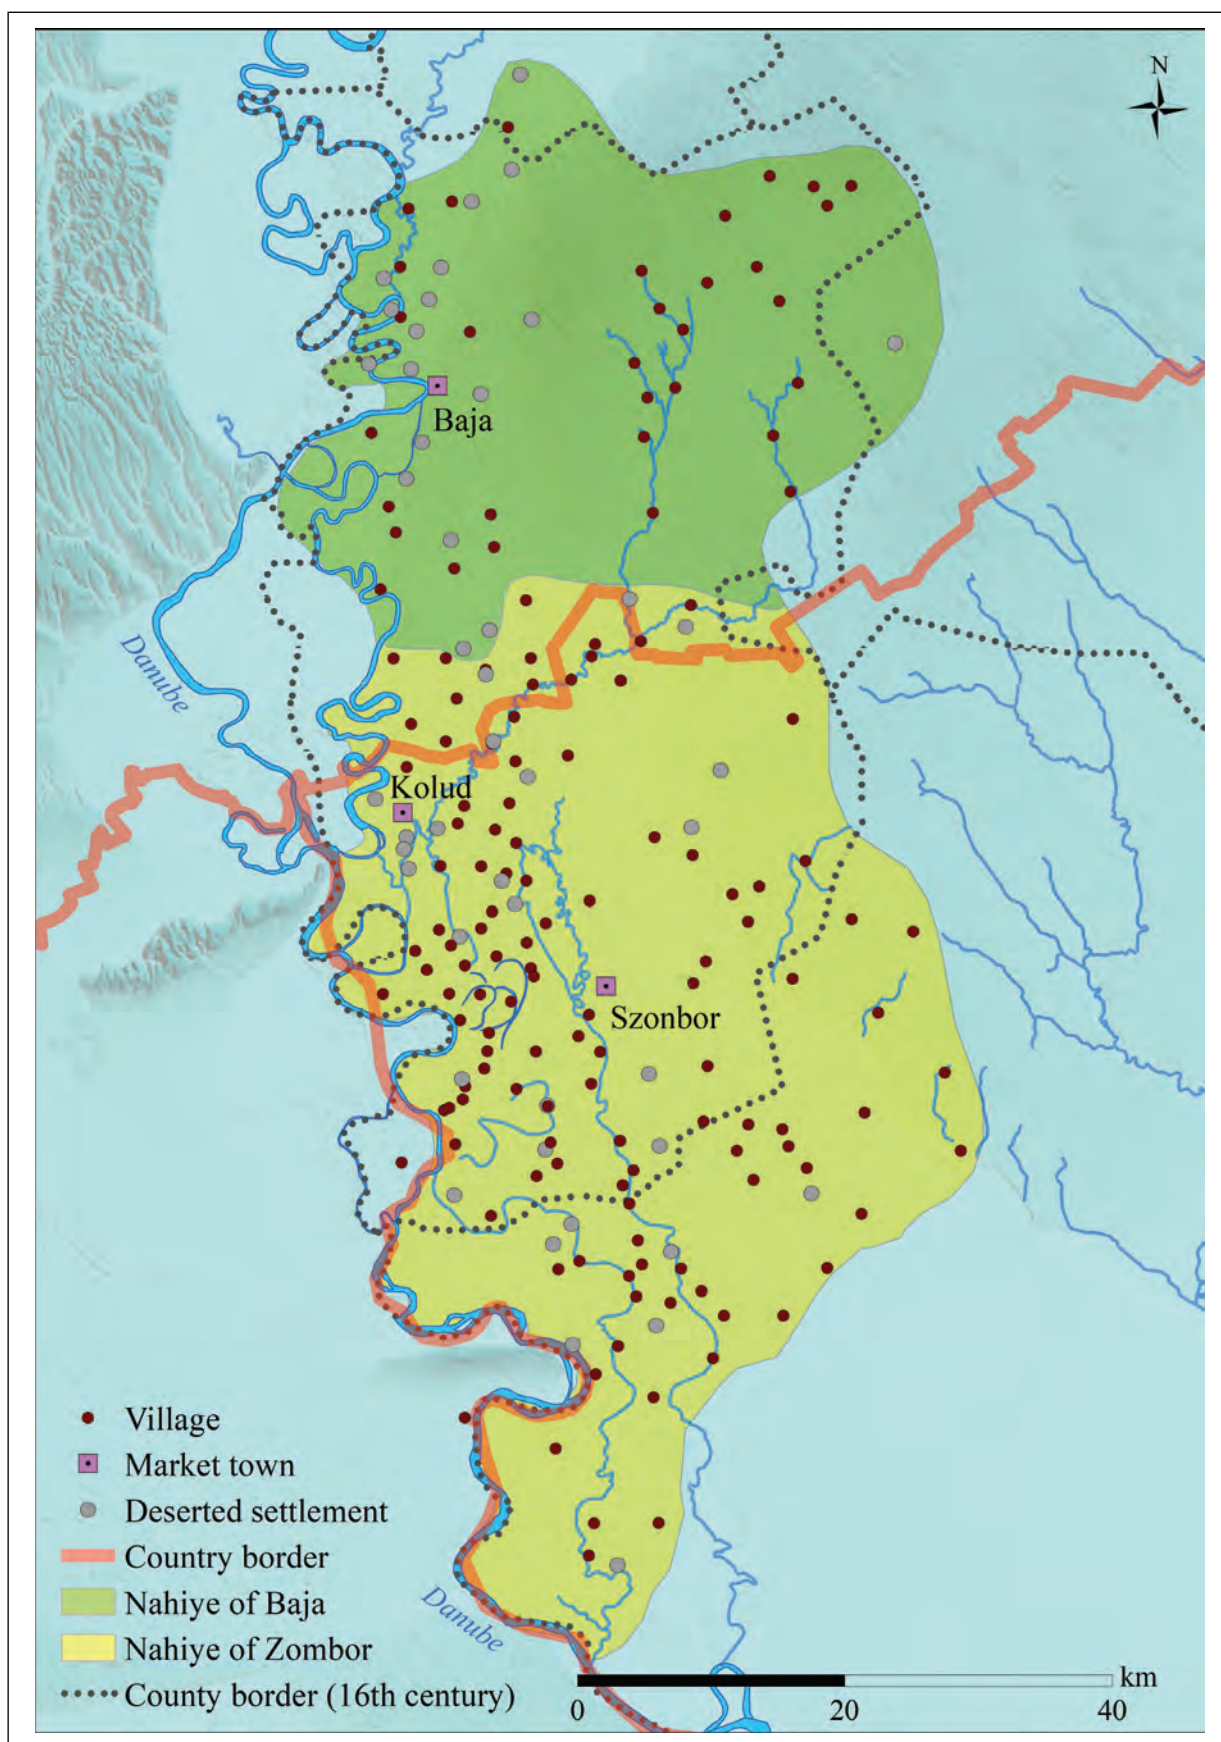 N
Baja
Danube
Kolud
Szonbor
Village
Market town
Deserted settlement
Country border
Nahiye of Baja
Nahiye of Zombor
County border (16th century)
Danube
km
0 20 40